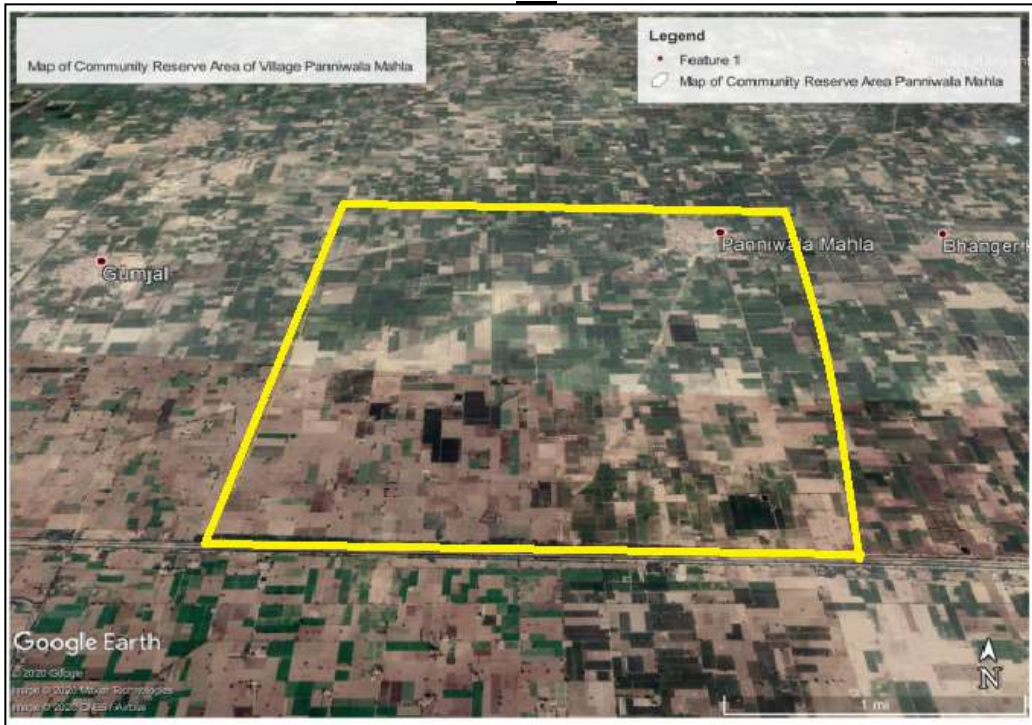 Map of Community Reserve Area of Village Panniwala Mahla
Legend
Feature 1
Map of Community Reserve Area Panniwala Mahla
Gumjal
Panniwala Mahla
Google Earth
© 2020 Google
Image © 2020 Maxar Technologies
Image © 2020 CNES / Airbus
N
1 mi